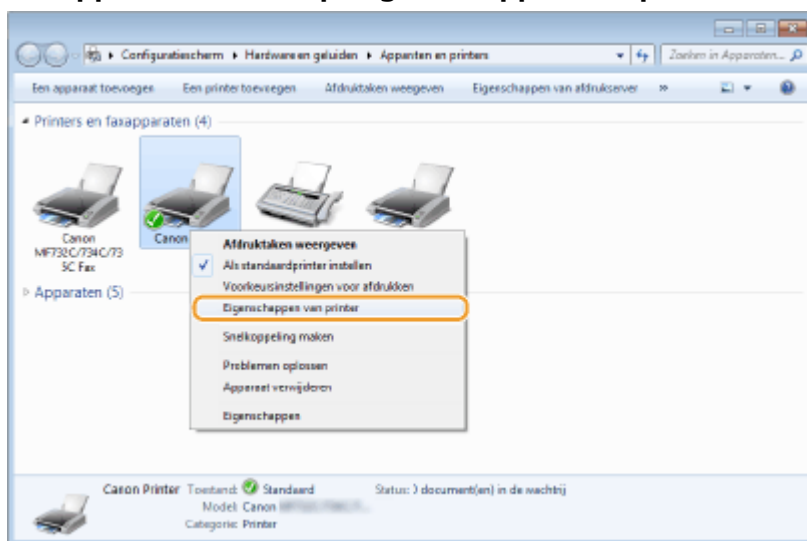 Configuratiescherm ▸ Hardware en geluiden ▸ Apparaten en printers
Zoeken in Apparaten...
Een apparaat toevoegen Een printer toevoegen Afdruktaken weergeven Eigenschappen van afdrukserver »
Printers en faxapparaten (4)
Canon
MF732C/734C/73
5C Fax
Canon
Afdruktaken weergeven
Als standaardprinter instellen
Voorkeursinstellingen voor afdrukken
Eigenschappen van printer
Snelkoppeling maken
Problemen oplossen
Apparaat verwijderen
Eigenschappen
Apparaten (5)
Canon Printer Toestand: Standaard Status: document(en) in de wachtrij
Model: Canon
Categorie: Printer